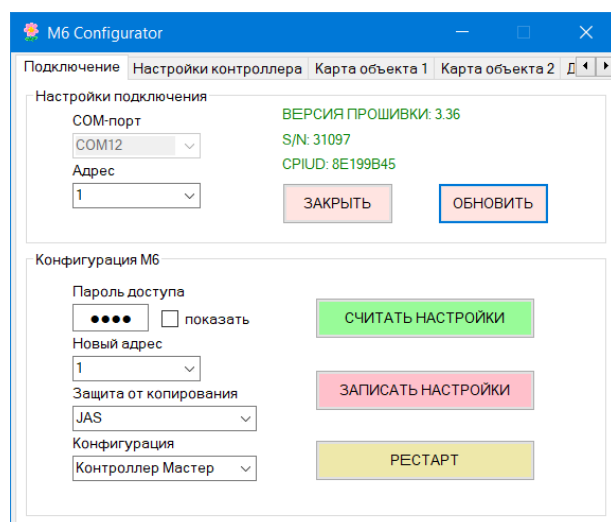 M6 Configurator
Подключение Настройки контроллера Карта объекта 1 Карта объекта 2 Д
Настройки подключения
COM-порт
COM12
Адрес
1
ВЕРСИЯ ПРОШИВКИ: 3.36
S/N: 31097
CPIUD: 8E199B45
ЗАКРЫТЬ ОБНОВИТЬ
Конфигурация M6
Пароль доступа
●●●● показать
Новый адрес
1
Защита от копирования
JAS
Конфигурация
Контроллер Мастер
СЧИТАТЬ НАСТРОЙКИ
ЗАПИСАТЬ НАСТРОЙКИ
РЕСТАРТ